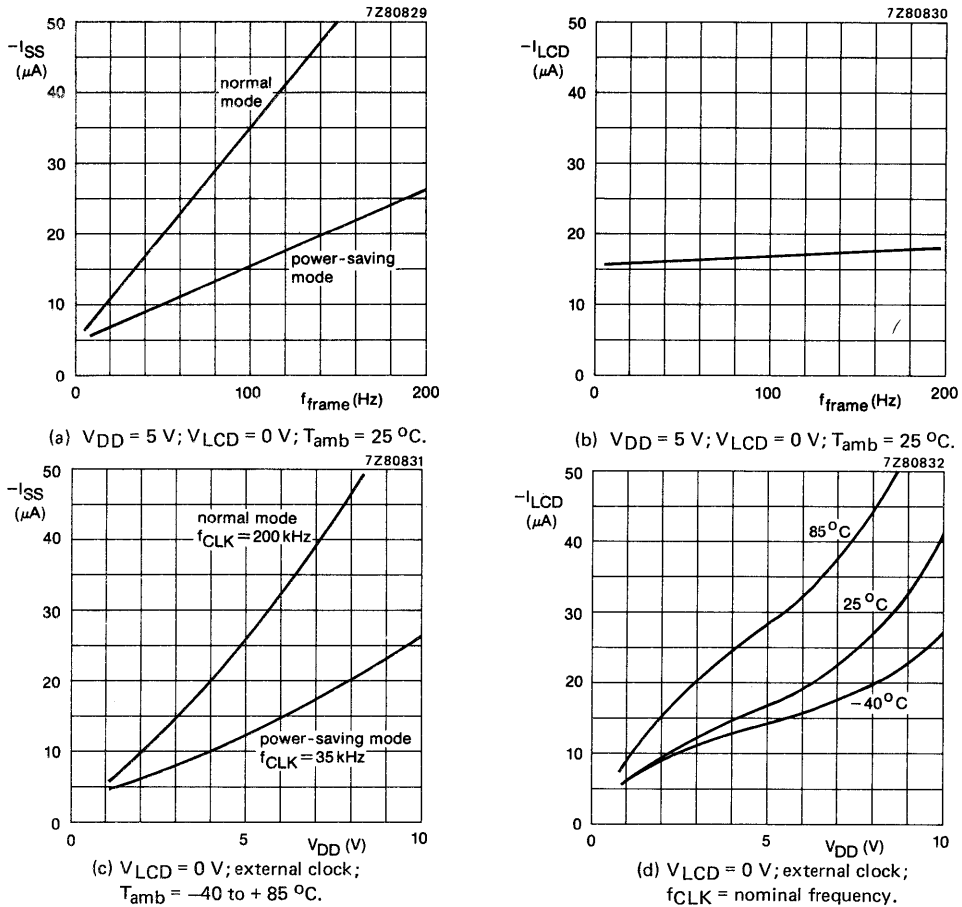 7Z80829
50
−I_SS
(μA)
40
normal
mode
30
20
power-saving
mode
10
0
0
100
200
f_frame (Hz)
(a) V_DD = 5 V; V_LCD = 0 V; T_amb = 25 °C.
7Z80830
50
−I_LCD
(μA)
40
30
20
10
0
0
100
200
f_frame (Hz)
(b) V_DD = 5 V; V_LCD = 0 V; T_amb = 25 °C.
7Z80831
50
−I_SS
(μA)
normal mode
f_CLK = 200 kHz
40
30
20
power-saving mode
f_CLK = 35 kHz
10
0
0
5
10
V_DD (V)
(c) V_LCD = 0 V; external clock;
T_amb = −40 to + 85 °C.
7Z80832
50
−I_LCD
(μA)
85 °C
40
25 °C
30
20
−40 °C
10
0
0
5
10
V_DD (V)
(d) V_LCD = 0 V; external clock;
f_CLK = nominal frequency.